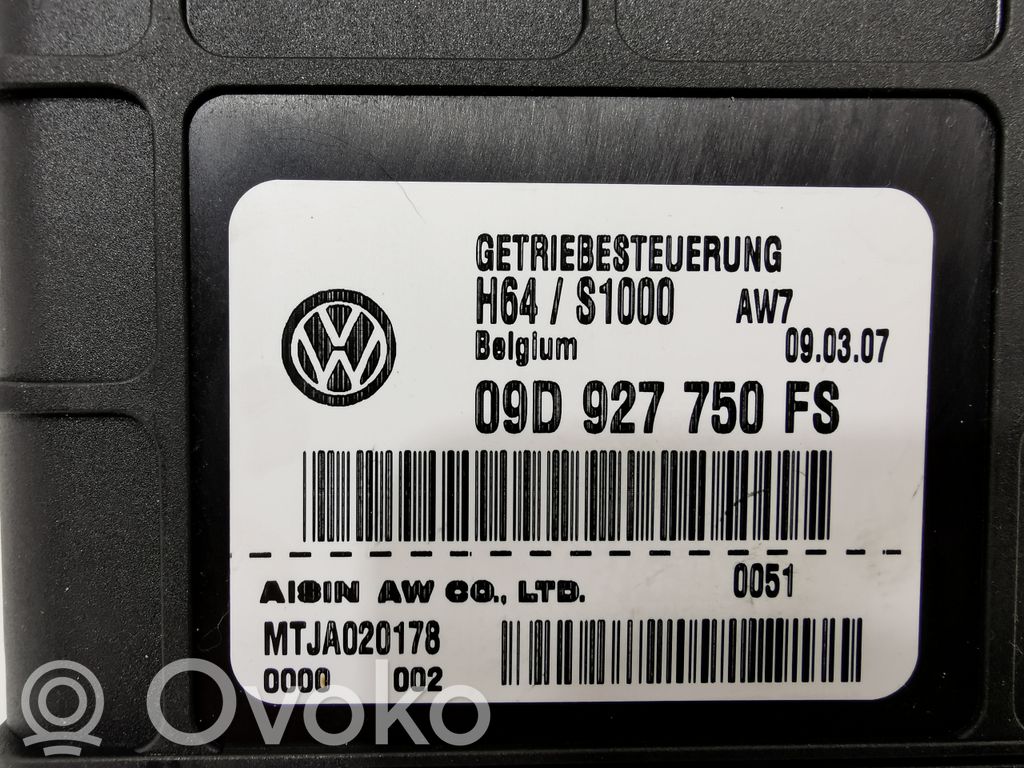 GETRIEBESTEUERUNG
H64 / S1000 AW7
Belgium 09.03.07
09D 927 750 FS
AISIN AW CO., LTD. 0051
MTJA020178
0000 002
Ovoko